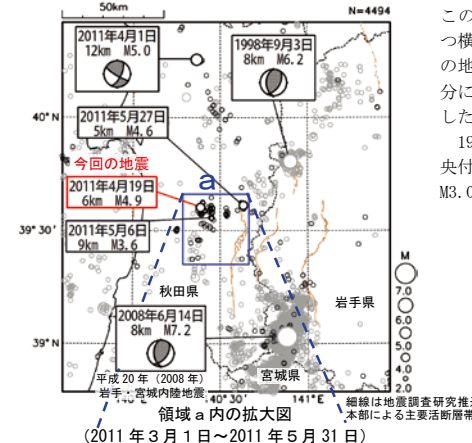 50km
N=4494
2011年4月1日
12km M5.0
1998年9月3日
8km M6.2
40°N
2011年5月27日
5km M4.6
今回の地震
2011年4月19日
6km M4.9
a
39°30′
2011年5月6日
9km M3.6
秋田県
岩手県
2008年6月14日
8km M7.2
39°N
平成20年(2008年)
岩手・宮城内陸地震
宮城県
140°30′
141°E
M
7.0
6.0
5.0
4.0
3.0
2.0
細線は地震調査研究推進
本部による主要活断層帯
領域a内の拡大図
(2011年3月1日~2011年5月31日)
この
つ横
の地
分に
した
19
央付
M3.0